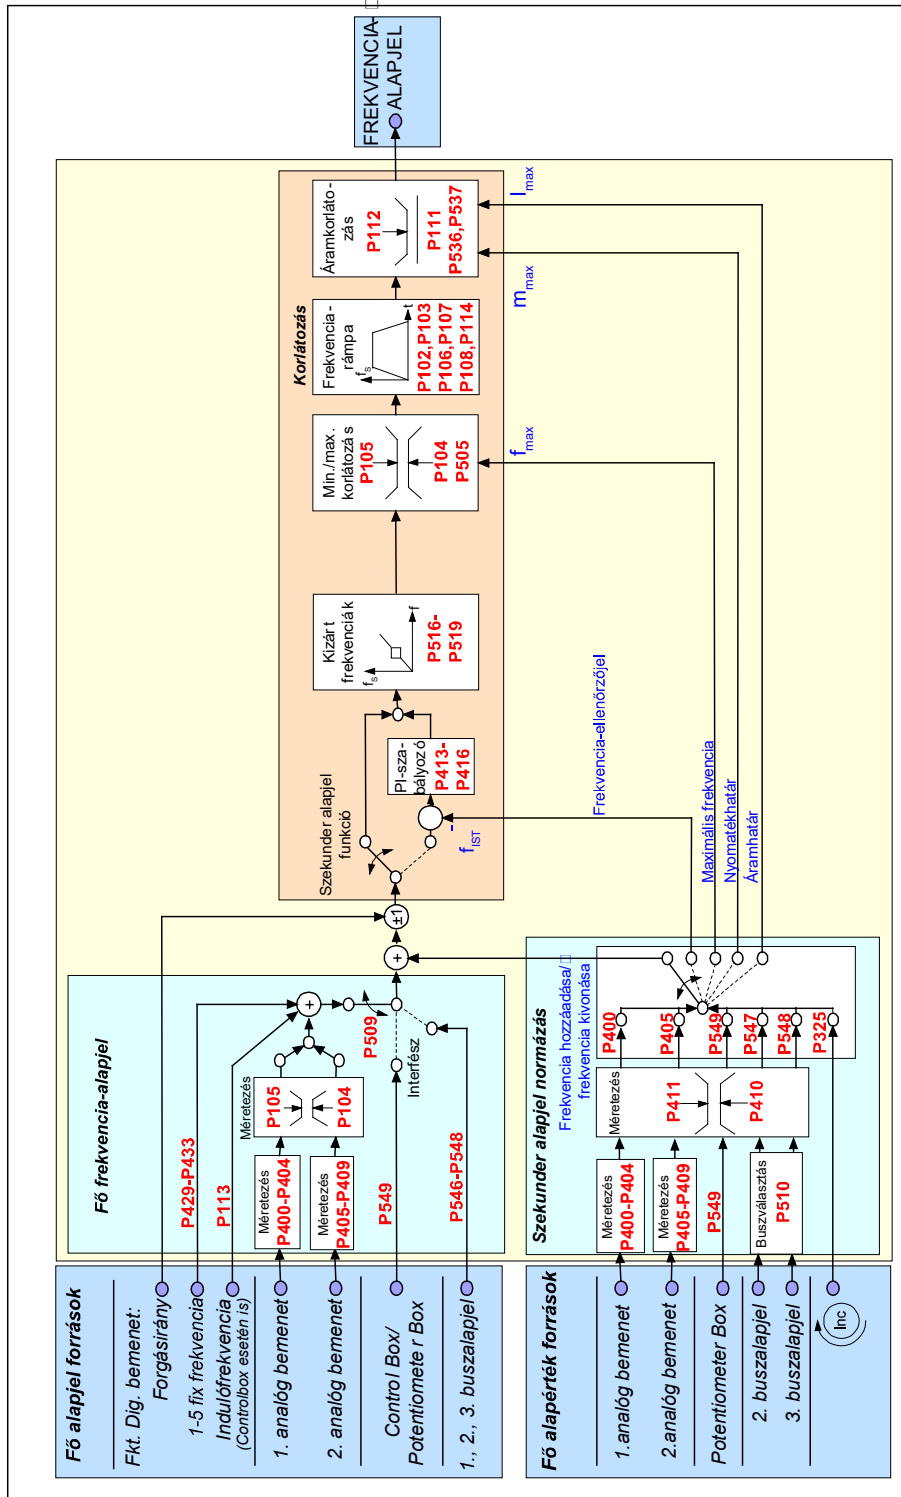 FREKVENCIA-
ALAPJEL
Fő alapjel források
Fkt. Dig. bemenet:
Forgásirány
1-5 fix frekvencia
Indulófrekvencia
(Controlbox esetén is)
1. analóg bemenet
2. analóg bemenet
Control Box/
Potentiometer Box
1., 2., 3. buszalapjel
Fő frekvencia-alapjel
P429-P433
P113
Méretezés
P400-P404
Méretezés
P405-P409
P549
P546-P548
Méretezés
P105
P104
P509
Interfész
+
+
±1
Szekunder alapjel
funkció
fIST
-
PI-sza-
bályozó
P413-
P416
Kizárt
frekvenciák
fs
f
P516-
P519
Korlátozás
Min./max.
korlátozás
P105
P104
P505
Frekvencia-
rámpa
fs
t
P102,P103
P106,P107
P108,P114
Áramkorláto-
zás
P112
P111
P536,P537
fmax
mmax
Imax
Frekvencia-ellenőrzőjel
Maximális frekvencia
Nyomatékhatár
Áramhatár
Fő alapérték források
1.analóg bemenet
2.analóg bemenet
Potentiometer Box
2. buszalapjel
3. buszalapjel
Inc
Szekunder alapjel normázás
Méretezés
P400-P404
Méretezés
P405-P409
P549
Buszválasztás
P510
Méretezés
P411
P410
Frekvencia hozzáadása/
frekvencia kivonása
P400
P405
P549
P547
P548
P325